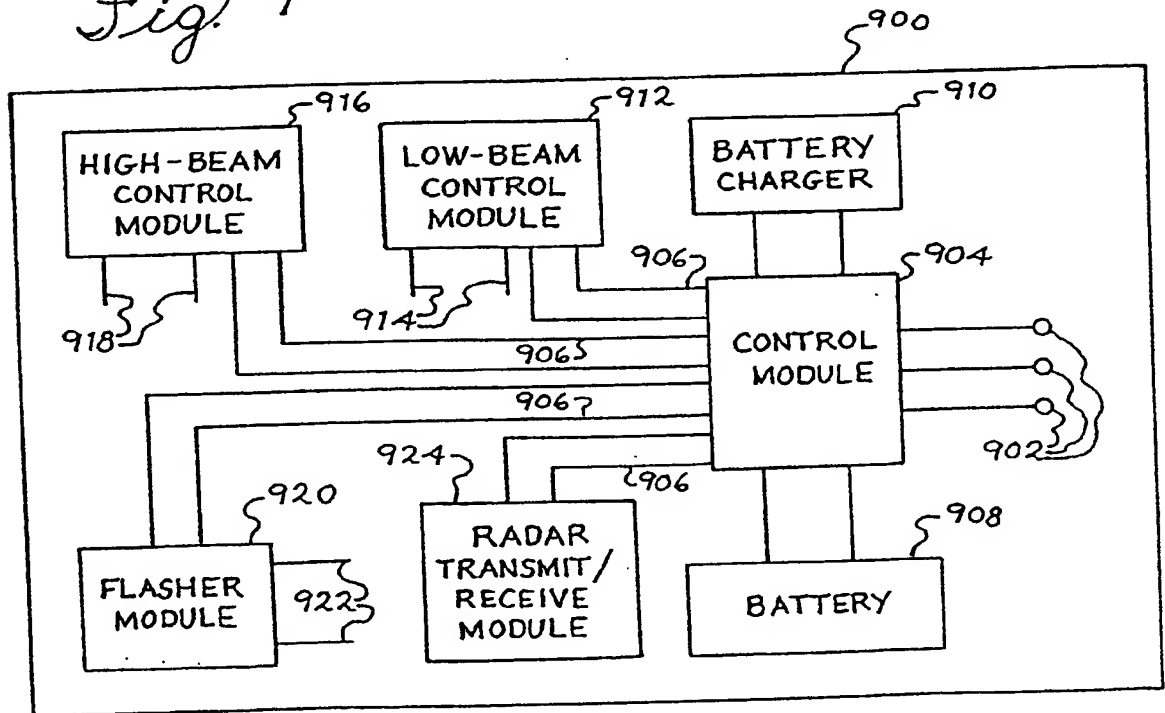 Fig.
900
916
912
910
HIGH-BEAM
CONTROL
MODULE
LOW-BEAM
CONTROL
MODULE
BATTERY
CHARGER
906
904
918
914
CONTROL
MODULE
906
906
902
924
906
920
908
FLASHER
MODULE
922
RADAR
TRANSMIT/
RECEIVE
MODULE
BATTERY